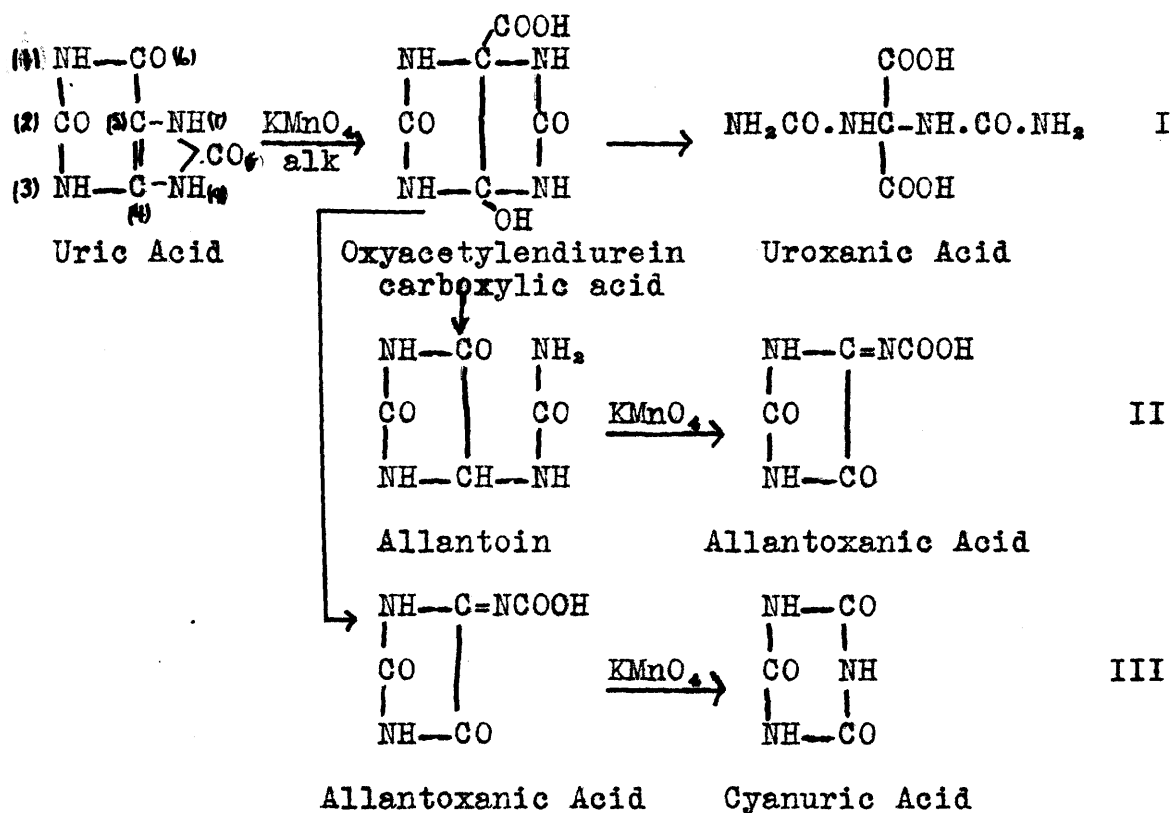 COOH
(1) NH—CO(6) NH—C—NH COOH
(2) CO (5)C-NH(7) KMnO₄ CO CO NH₂CO.NHC-NH.CO.NH₂ I
>CO alk
(3) NH—C-NH(9) NH—C—NH COOH
(4) OH
Uric Acid Oxyacetylendiurein Uroxanic Acid
carboxylic acid
NH—CO NH₂ NH—C=NCOOH
CO CO KMnO₄ CO II
NH—CH—NH NH—CO
Allantoin Allantoxanic Acid
NH—C=NCOOH NH—CO
CO KMnO₄ CO NH III
NH—CO NH—CO
Allantoxanic Acid Cyanuric Acid